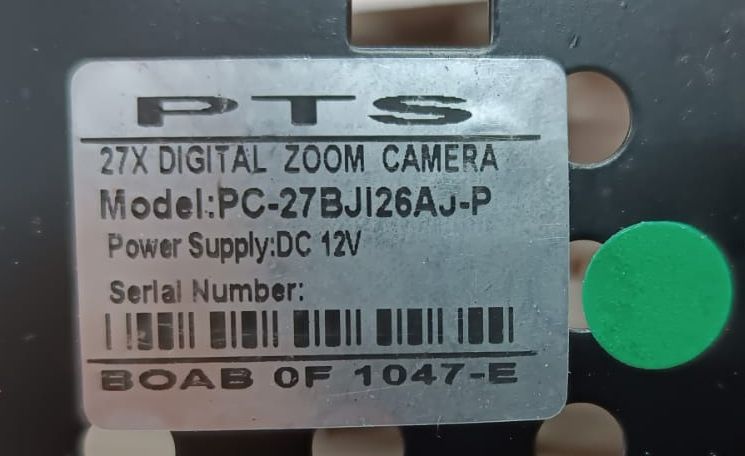 PTS
27X DIGITAL ZOOM CAMERA
Model:PC-27BJI26AJ-P
Power Supply:DC 12V
Serial Number:
BOAB 0F 1047-E